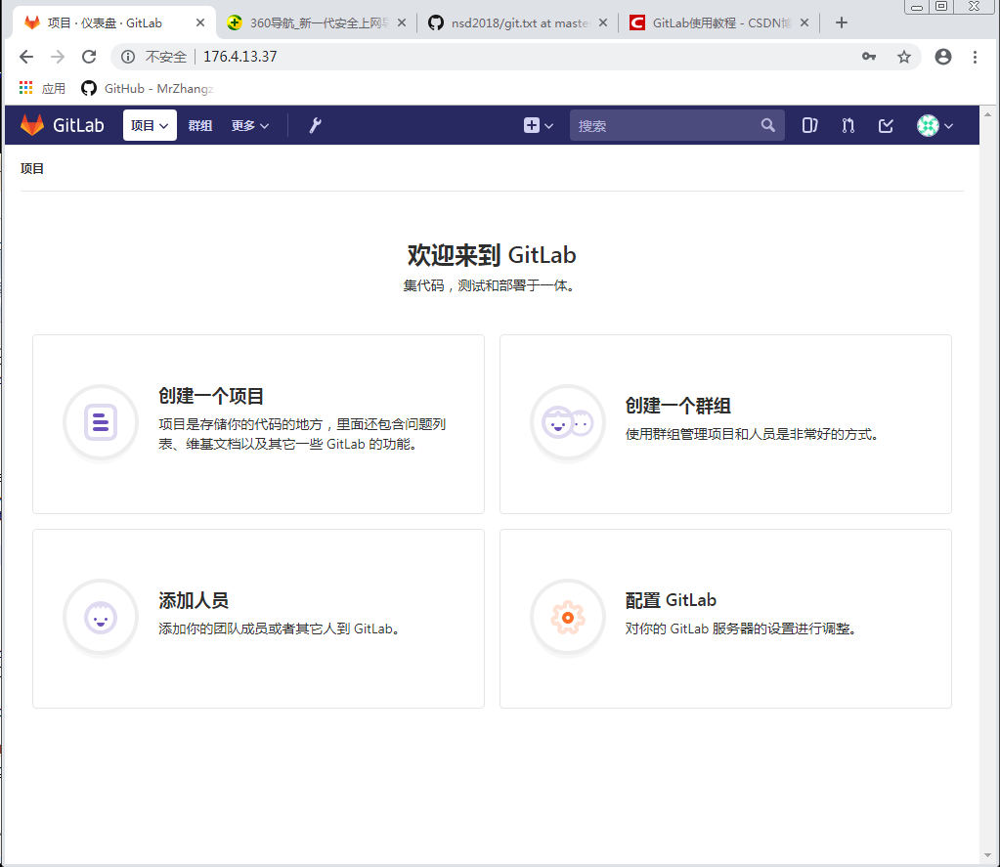 项目 · 仪表盘 · GitLab
360导航_新一代安全上网导
nsd2018/git.txt at maste
GitLab使用教程 - CSDN博
不安全
176.4.13.37
应用
GitHub - MrZhangz
GitLab
项目
群组
更多
搜索
项目
欢迎来到 GitLab
集代码，测试和部署于一体。
创建一个项目
项目是存储你的代码的地方，里面还包含问题列
表、维基文档以及其它一些 GitLab 的功能。
创建一个群组
使用群组管理项目和人员是非常好的方式。
添加人员
添加你的团队成员或者其它人到 GitLab。
配置 GitLab
对你的 GitLab 服务器的设置进行调整。